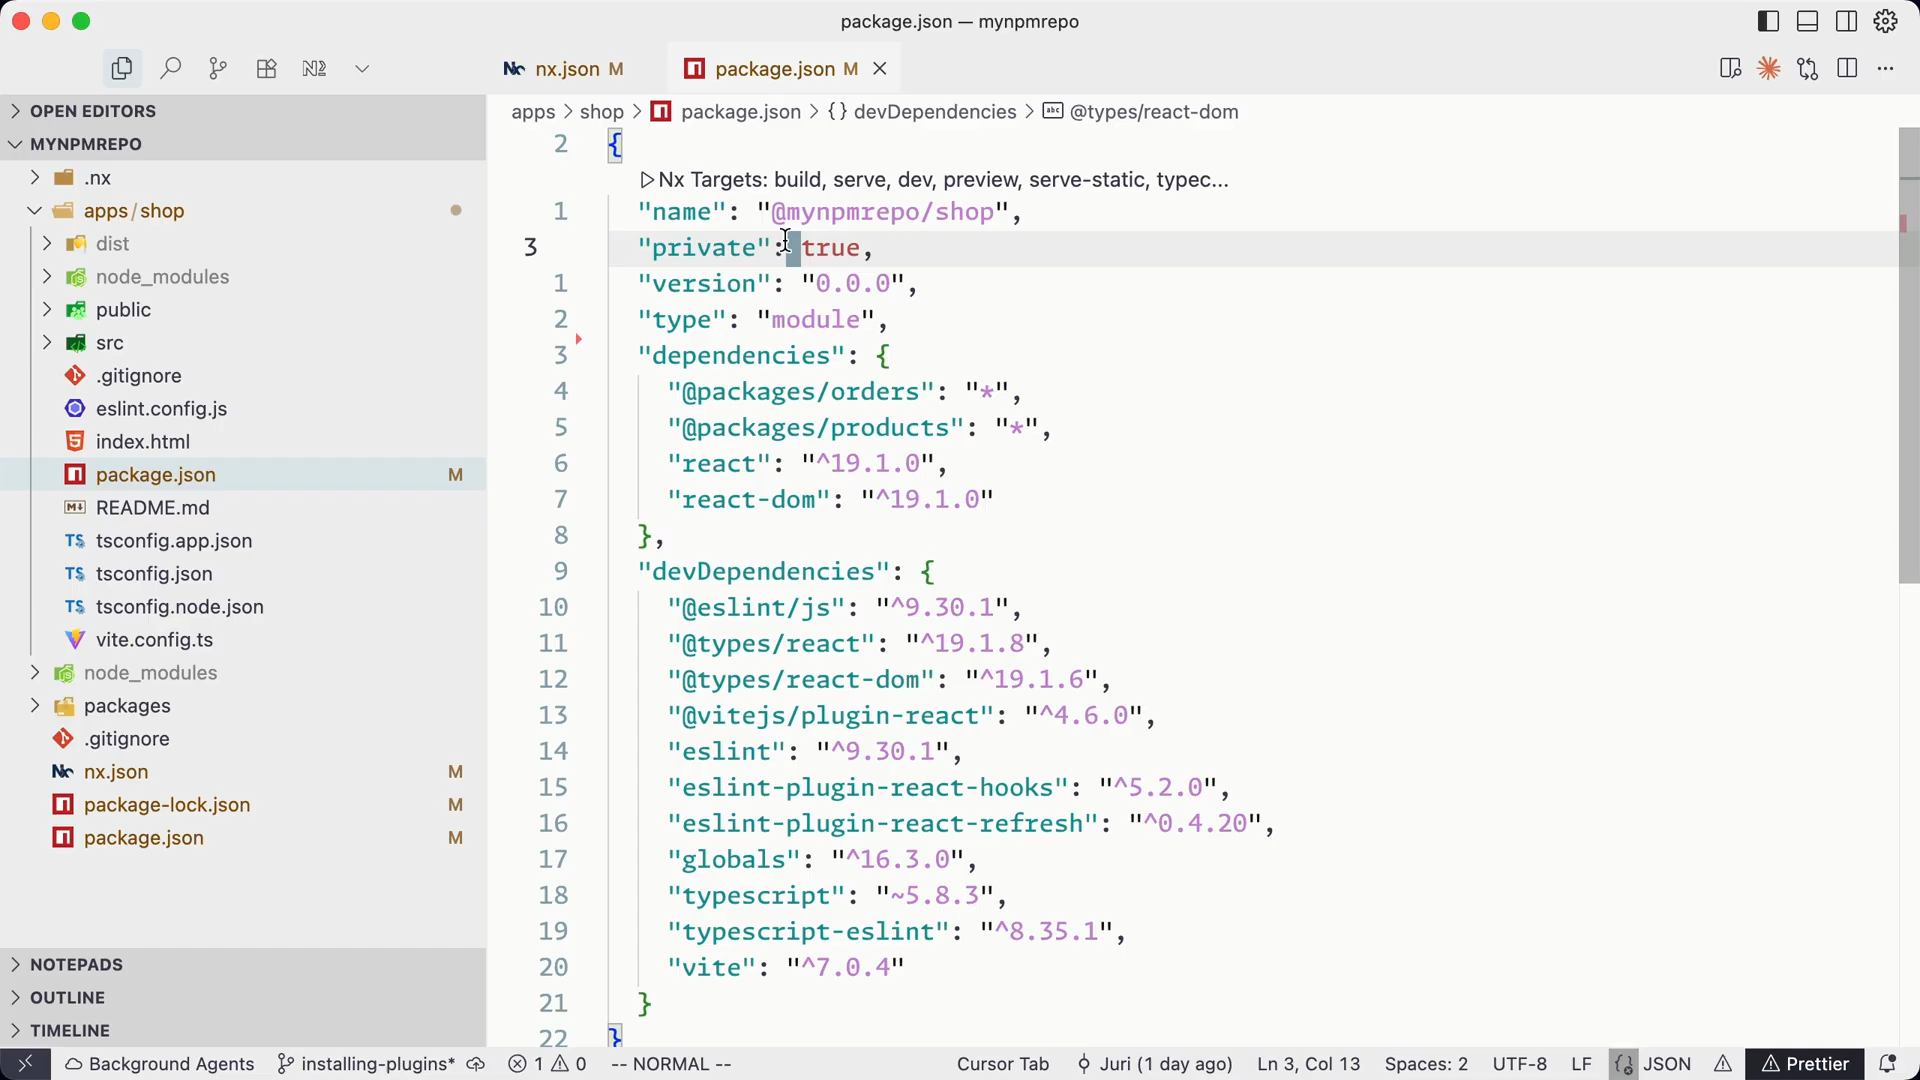 package.json — mynpmrepo
nx.json M
package.json M
OPEN EDITORS
MYNPMREPO
.nx
apps / shop
dist
node_modules
public
src
.gitignore
eslint.config.js
index.html
package.json M
README.md
tsconfig.app.json
tsconfig.json
tsconfig.node.json
vite.config.ts
node_modules
packages
.gitignore
nx.json M
package-lock.json M
package.json M
NOTEPADS
OUTLINE
TIMELINE
apps > shop > package.json > {} devDependencies > abc @types/react-dom
2 {
Nx Targets: build, serve, dev, preview, serve-static, typec...
1 "name": "@mynpmrepo/shop",
3 "private": true,
1 "version": "0.0.0",
2 "type": "module",
3 "dependencies": {
4 "@packages/orders": "*",
5 "@packages/products": "*",
6 "react": "^19.1.0",
7 "react-dom": "^19.1.0"
8 },
9 "devDependencies": {
10 "@eslint/js": "^9.30.1",
11 "@types/react": "^19.1.8",
12 "@types/react-dom": "^19.1.6",
13 "@vitejs/plugin-react": "^4.6.0",
14 "eslint": "^9.30.1",
15 "eslint-plugin-react-hooks": "^5.2.0",
16 "eslint-plugin-react-refresh": "^0.4.20",
17 "globals": "^16.3.0",
18 "typescript": "~5.8.3",
19 "typescript-eslint": "^8.35.1",
20 "vite": "^7.0.4"
21 }
22 }
Background Agents installing-plugins* 1 0 -- NORMAL -- Cursor Tab Juri (1 day ago) Ln 3, Col 13 Spaces: 2 UTF-8 LF JSON Prettier